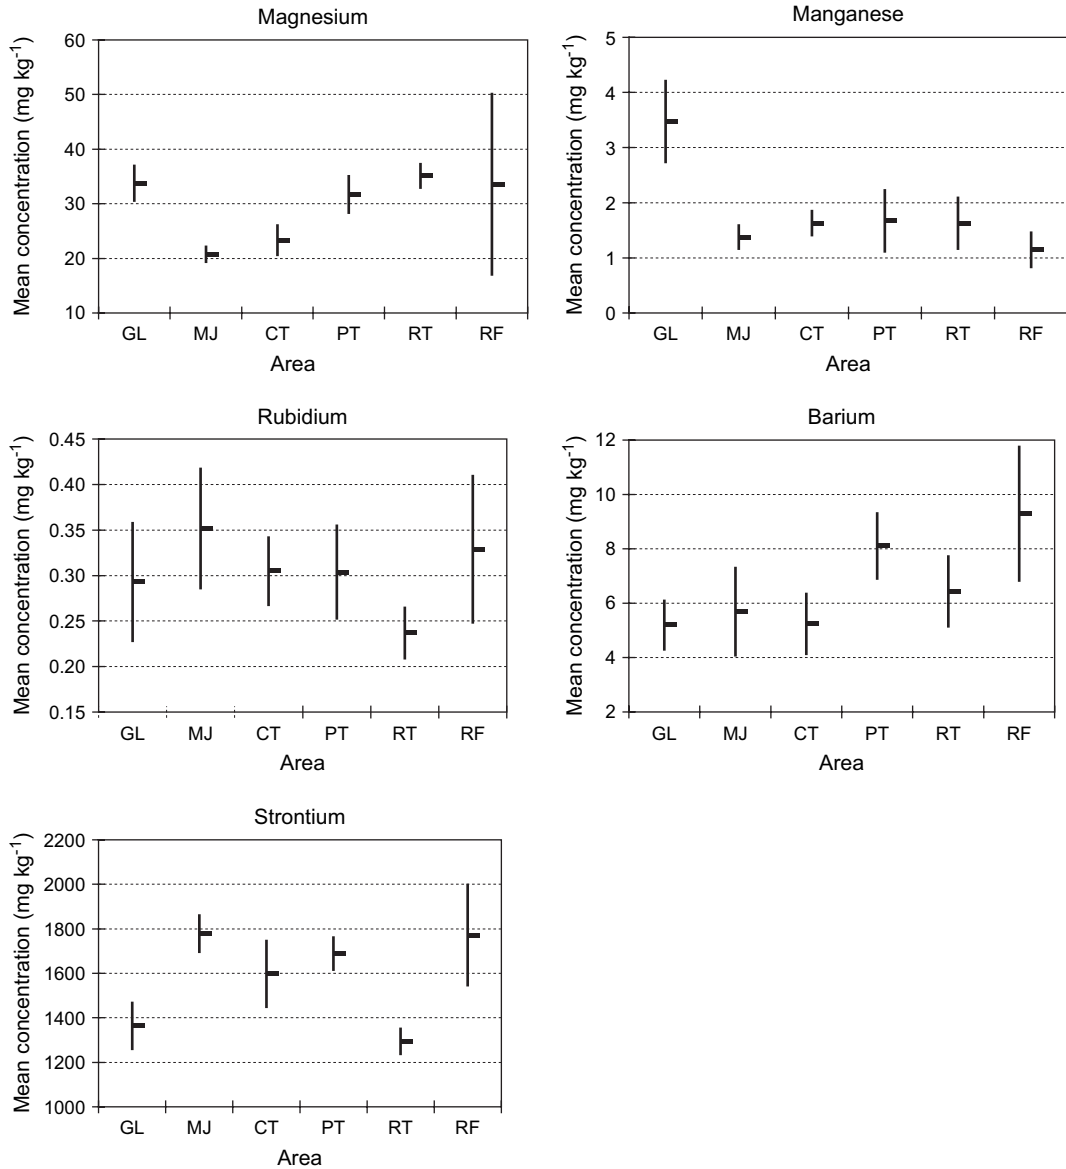 Magnesium
Mean concentration (mg kg⁻¹)
60
50
40
30
20
10
GL MJ CT PT RT RF
Area
Manganese
Mean concentration (mg kg⁻¹)
5
4
3
2
1
0
GL MJ CT PT RT RF
Area
Rubidium
Mean concentration (mg kg⁻¹)
0.45
0.40
0.35
0.30
0.25
0.20
0.15
GL MJ CT PT RT RF
Area
Barium
Mean concentration (mg kg⁻¹)
12
10
8
6
4
2
GL MJ CT PT RT RF
Area
Strontium
Mean concentration (mg kg⁻¹)
2200
2000
1800
1600
1400
1200
1000
GL MJ CT PT RT RF
Area